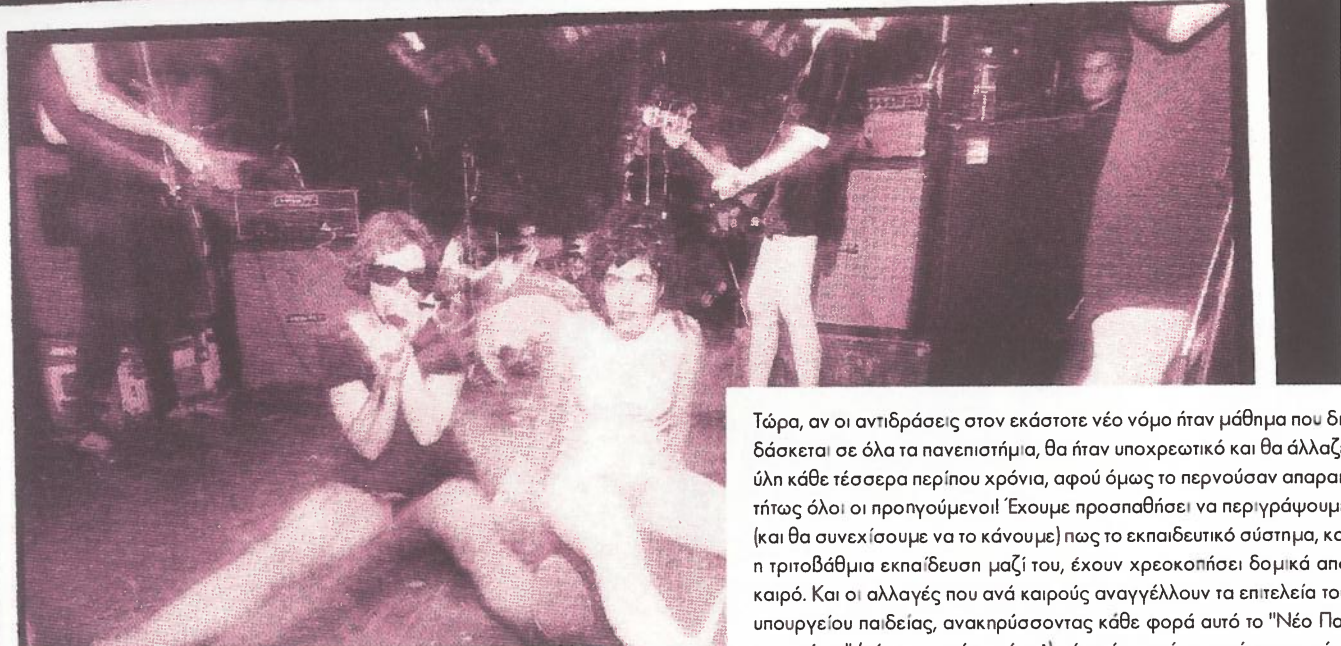 Τώρα, αν οι αντιδράσεις στον εκάστοτε νέο νόμο ήταν μάθημα που δι
δάσκεται σε όλα τα πανεπιστήμια, θα ήταν υποχρεωτικό και θα άλλαζε
ύλη κάθε τέσσερα περίπου χρόνια, αφού όμως το περνούσαν απαραι
τήτως όλοι οι προηγούμενοι! Έχουμε προσπαθήσει να περιγράψουμε
(και θα συνεχίσουμε να το κάνουμε) πως το εκπαιδευτικό σύστημα, κα
η τριτοβάθμια εκπαίδευση μαζί του, έχουν χρεοκοπήσει δομικά από
καιρό. Και οι αλλαγές που ανά καιρούς αναγγέλλουν τα επιτελεία το
υπουργείου παιδείας, ανακηρύσσοντας κάθε φορά αυτό το "Νέο Πα